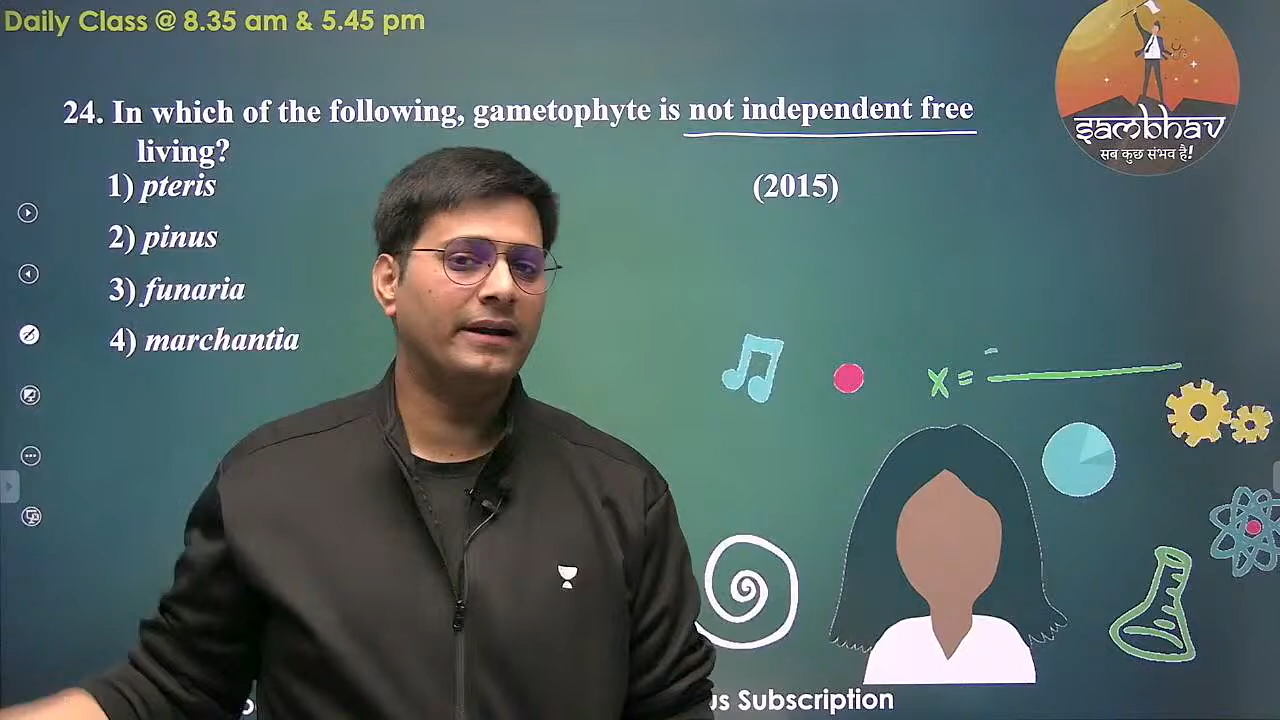 Daily Class @ 8.35 am & 5.45 pm
24. In which of the following, gametophyte is not independent free
living?
1) pteris
(2015)
2) pinus
3) funaria
4) marchantia
sambhav
सब कुछ संभव है!
x =
Subscription